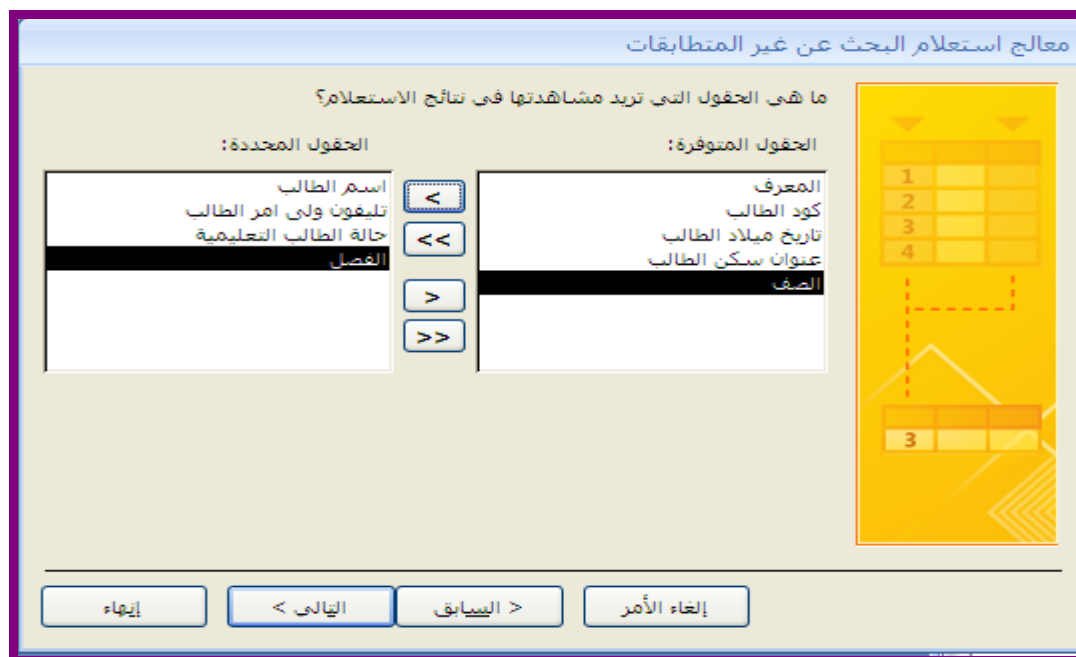 معالج استعلام البحث عن غير المتطابقات
ما هي الحقول التي تريد مشاهدتها في نتائج الاستعلام؟
الحقول المتوفرة:
المعرف
كود الطالب
تاريخ ميلاد الطالب
عنوان سكن الطالب
الصف
>
>>
<
<<
الحقول المحددة:
اسم الطالب
تليفون ولى امر الطالب
حالة الطالب التعليمية
الفصل
1
2
3
4
3
إلغاء الأمر
< السابق
التالي >
إنهاء